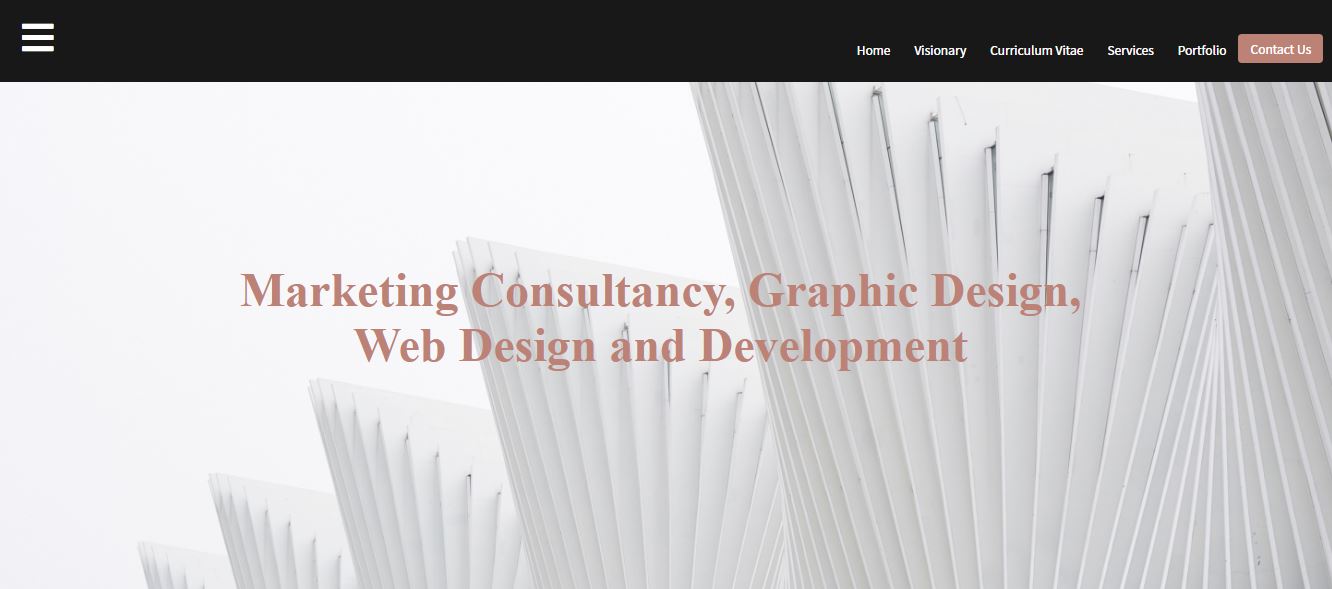 Home Visionary Curriculum Vitae Services Portfolio Contact Us
Marketing Consultancy, Graphic Design,
Web Design and Development